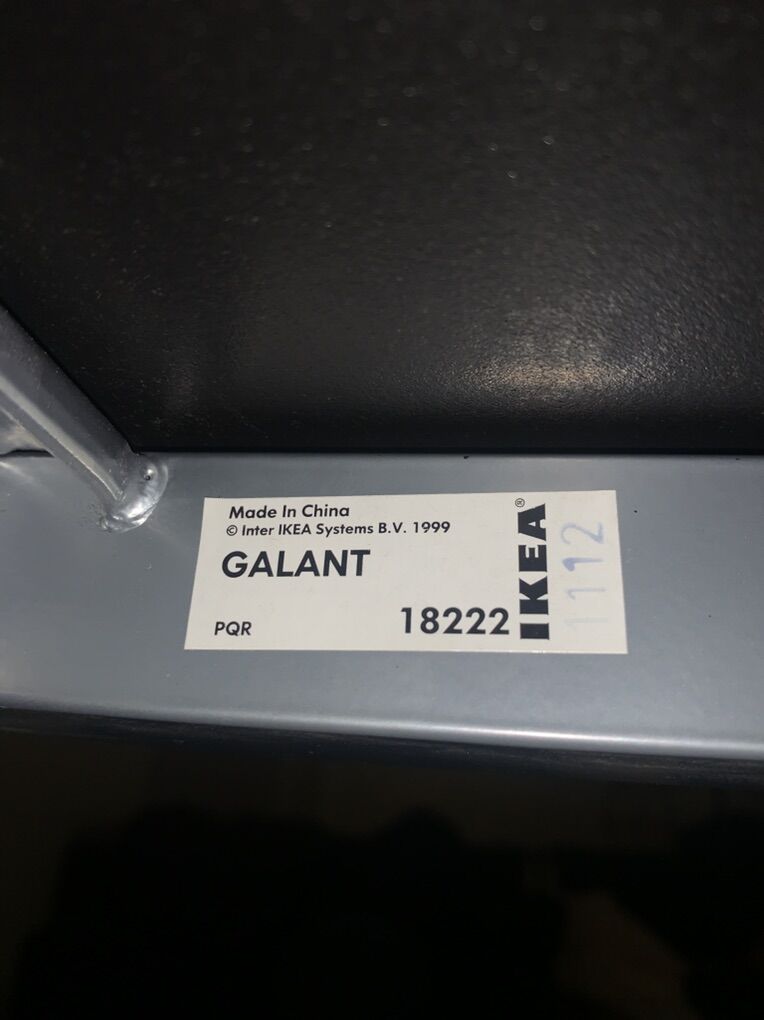 Made In China
© Inter IKEA Systems B.V. 1999
GALANT
PQR
18222
IKEA®
1112